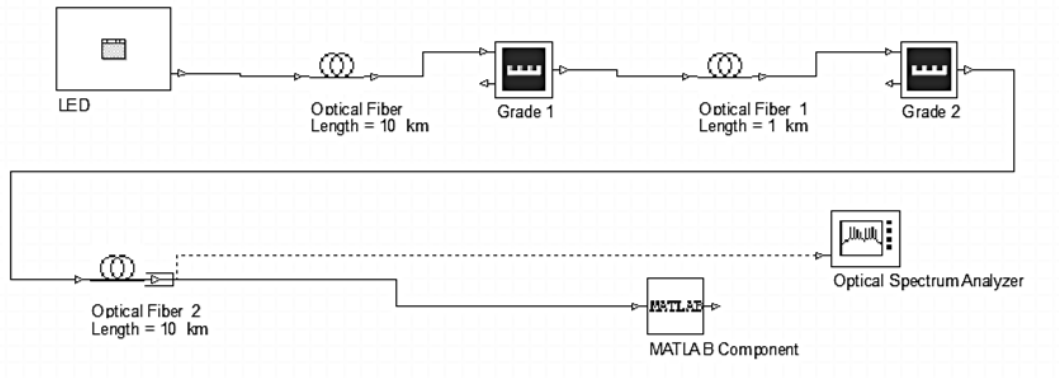 LED
Optical Fiber
Length = 10 km
Grade 1
Optical Fiber 1
Length = 1 km
Grade 2
Optical Fiber 2
Length = 10 km
MATLAB
MATLAB Component
Optical Spectrum Analyzer